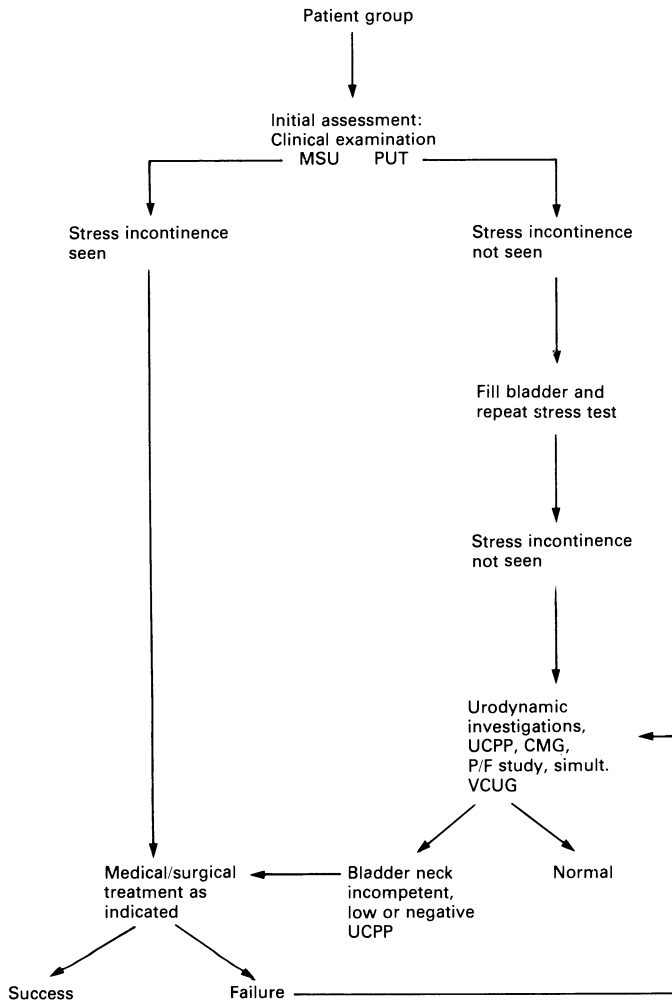 Patient group
Initial assessment:
Clinical examination
MSU PUT
Stress incontinence
seen
Stress incontinence
not seen
Fill bladder and
repeat stress test
Stress incontinence
not seen
Urodynamic
investigations,
UCPP, CMG,
P/F study, simult.
VCUG
Medical/surgical
treatment as
indicated
Bladder neck
incompetent,
low or negative
UCPP
Normal
Success
Failure